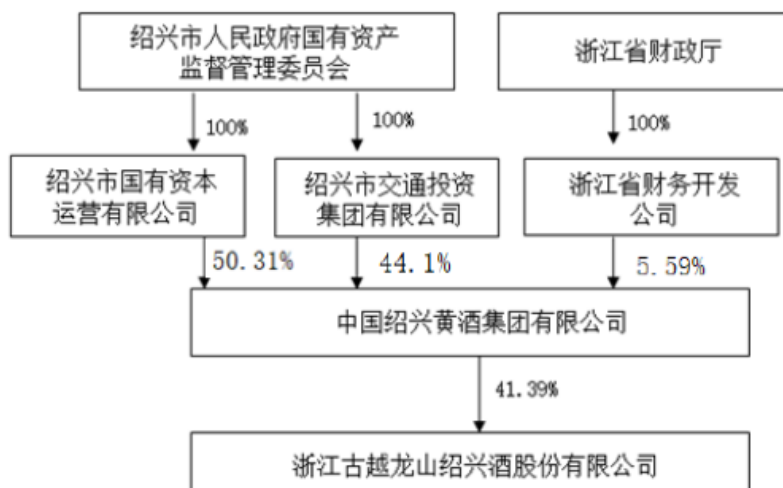 绍兴市人民政府国有资产
监督管理委员会
浙江省财政厅
100%
100%
100%
绍兴市国有资本
运营有限公司
绍兴市交通投资
集团有限公司
浙江省财务开发
公司
50.31%
44.1%
5.59%
中国绍兴黄酒集团有限公司
41.39%
浙江古越龙山绍兴酒股份有限公司